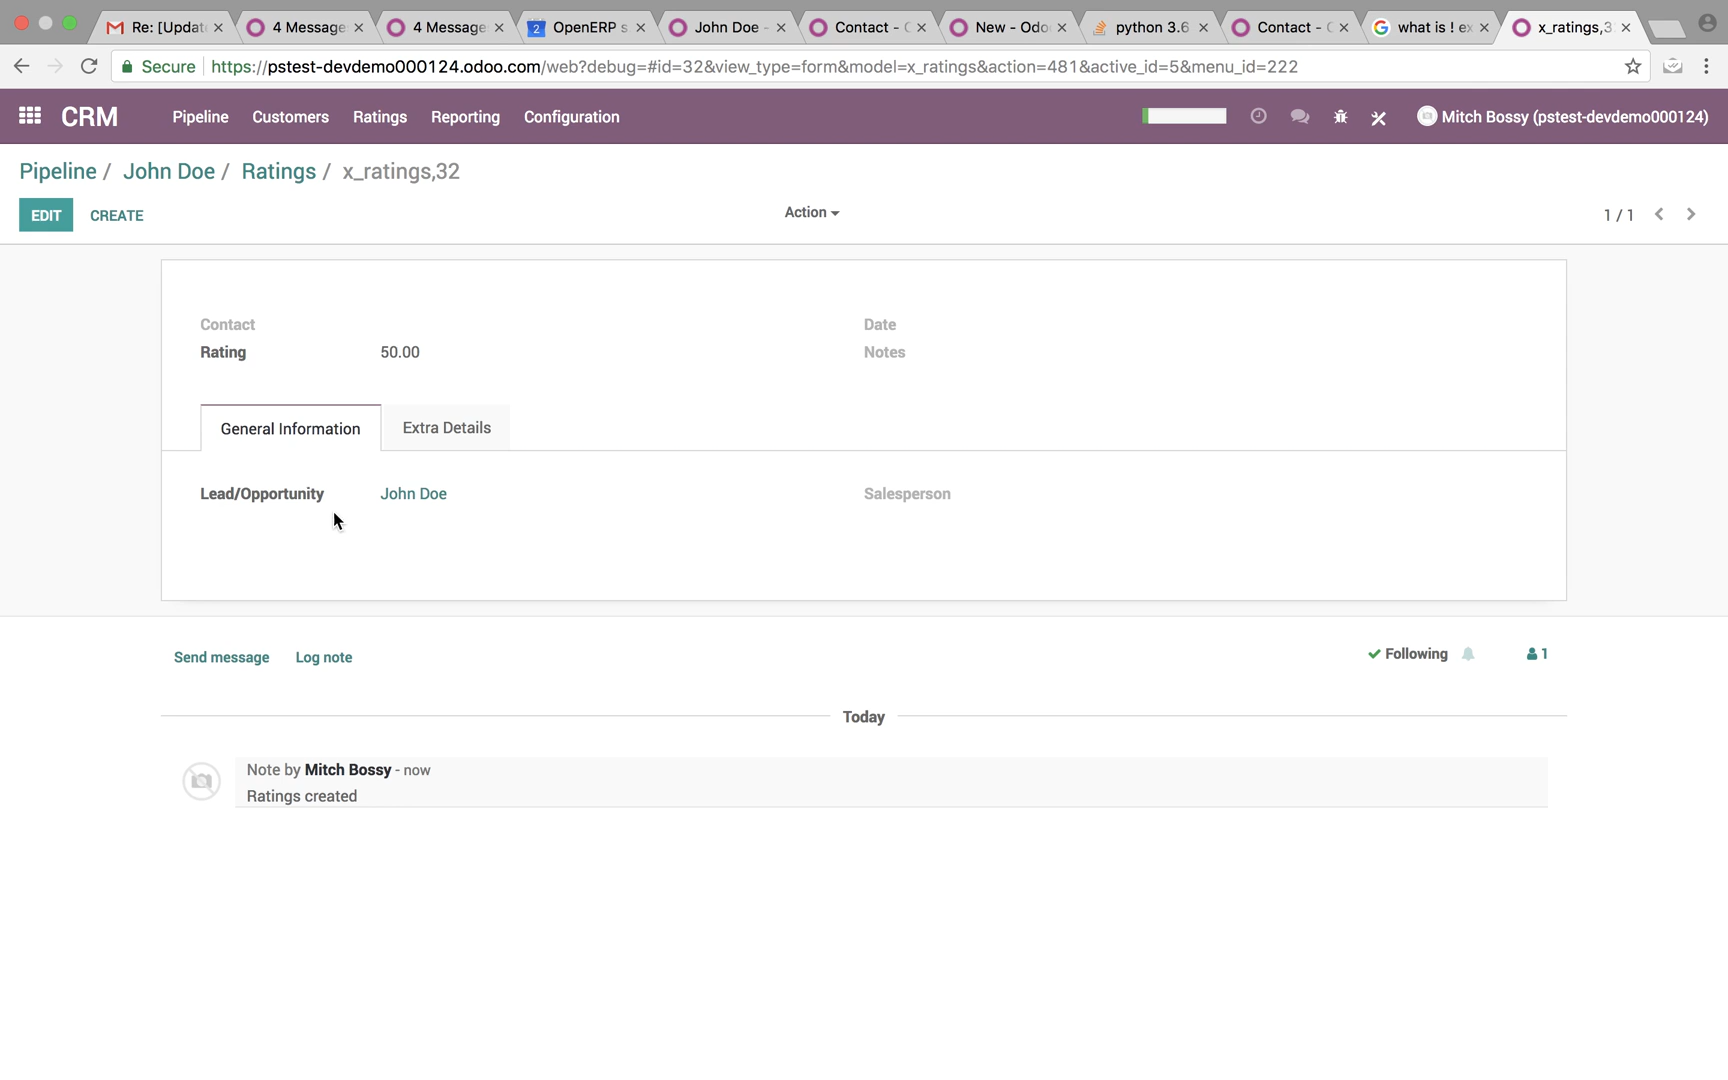 Re: [Updat
4 Message
4 Message
2 OpenERP s
John Doe -
Contact - O
New - Odo
python 3.6
Contact - O
what is ! ex
x_ratings,3
Secure https://pstest-devdemo000124.odoo.com/web?debug=#id=32&view_type=form&model=x_ratings&action=481&active_id=5&menu_id=222
CRM Pipeline Customers Ratings Reporting Configuration Mitch Bossy (pstest-devdemo000124)
Pipeline / John Doe / Ratings / x_ratings,32
EDIT CREATE Action 1 / 1
Contact Date
Rating 50.00 Notes
General Information Extra Details
Lead/Opportunity John Doe Salesperson
Send message Log note Following 1
Today
Note by Mitch Bossy - now
Ratings created